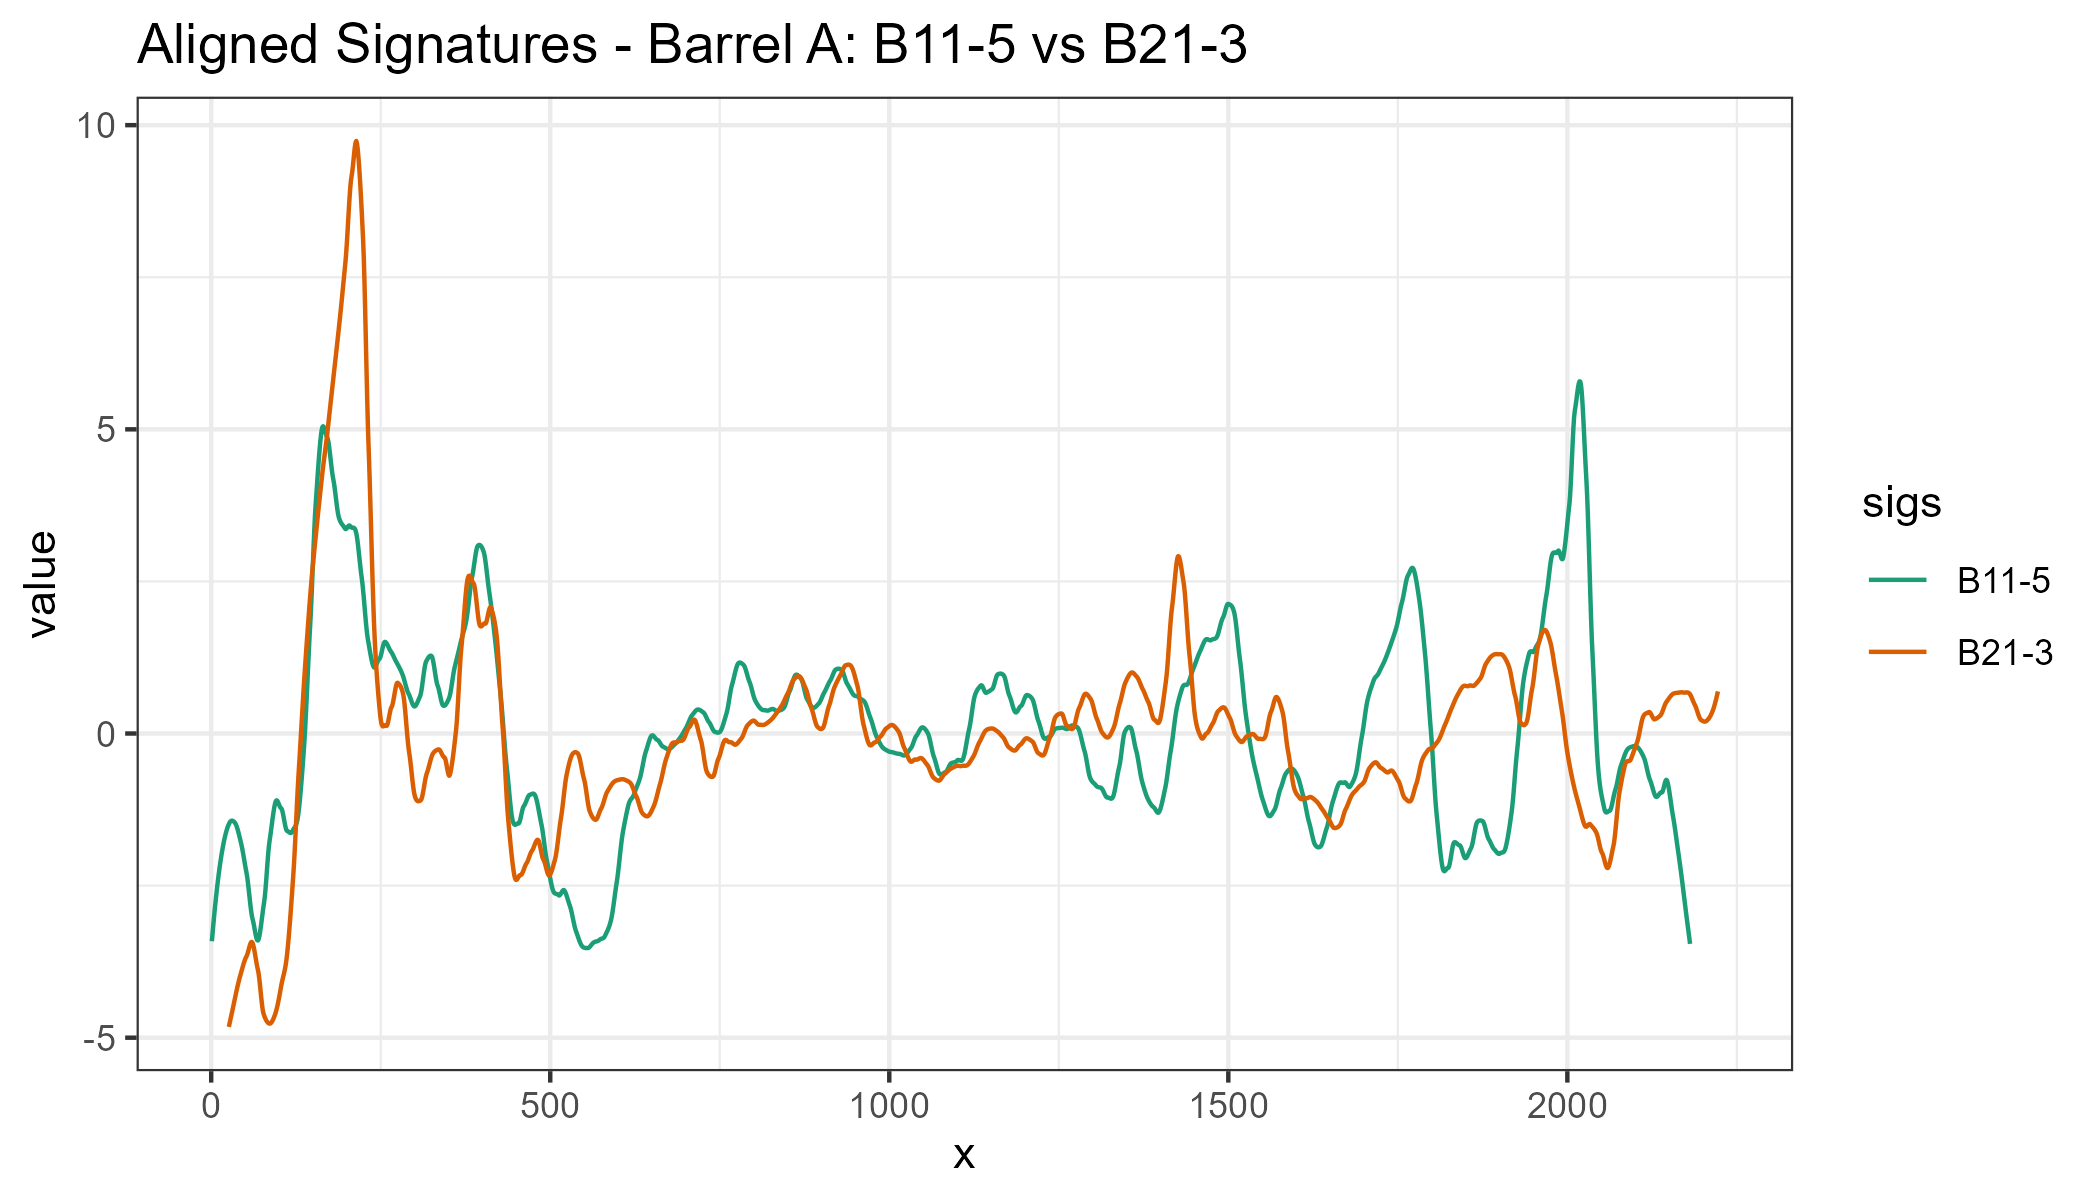 Aligned Signatures - Barrel A: B11-5 vs B21-3
10
5
0
-5
value
0 500 1000 1500 2000
x
sigs
B11-5
B21-3